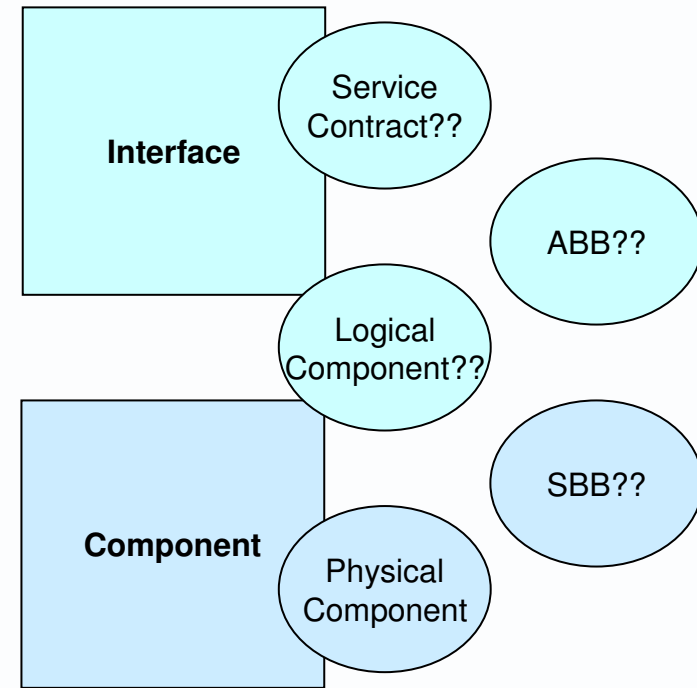 Service
Contract??
Interface
ABB??
Logical
Component??
SBB??
Component
Physical
Component